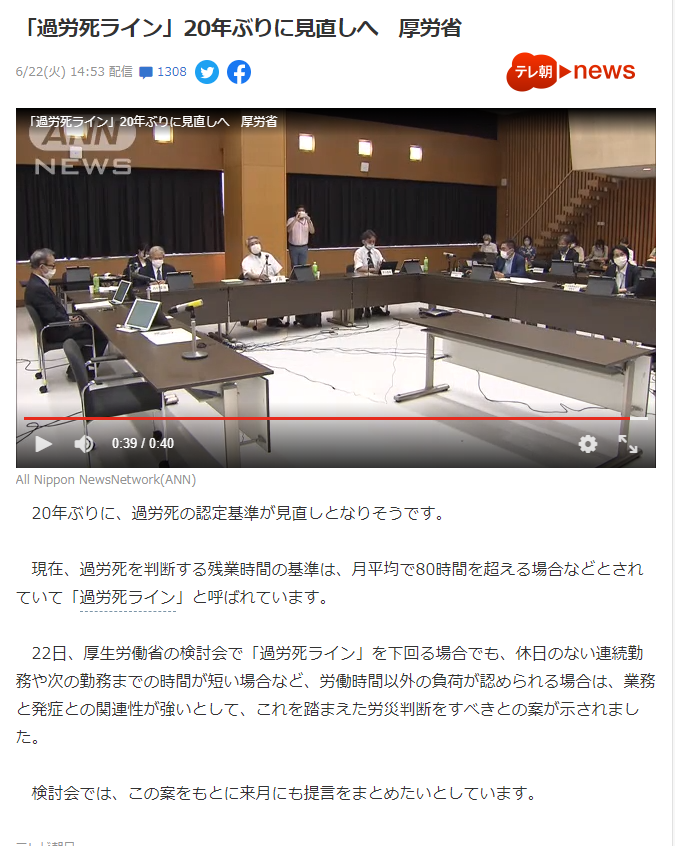 「過労死ライン」20年ぶりに見直しへ　厚労省
6/22(火) 14:53 配信 1308
テレ朝 news
「過労死ライン」20年ぶりに見直しへ　厚労省
ANN
NEWS
0:39 / 0:40
All Nippon NewsNetwork(ANN)
20年ぶりに、過労死の認定基準が見直しとなりそうです。
現在、過労死を判断する残業時間の基準は、月平均で80時間を超える場合などとされ
ていて「過労死ライン」と呼ばれています。
22日、厚生労働省の検討会で「過労死ライン」を下回る場合でも、休日のない連続勤
務や次の勤務までの時間が短い場合など、労働時間以外の負荷が認められる場合は、業務
と発症との関連性が強いとして、これを踏まえた労災判断をすべきとの案が示されまし
た。
検討会では、この案をもとに来月にも提言をまとめたいとしています。